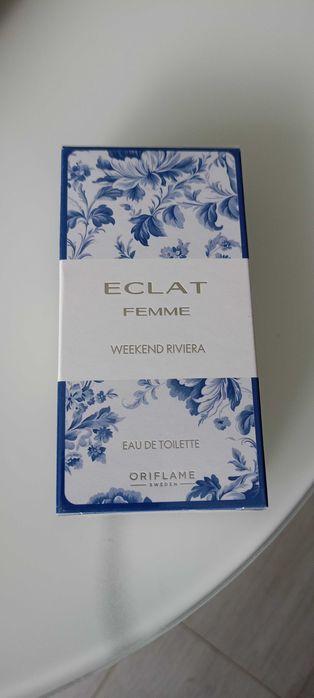 ECLAT
FEMME
WEEKEND RIVIERA
EAU DE TOILETTE
ORIFLAME
SWEDEN